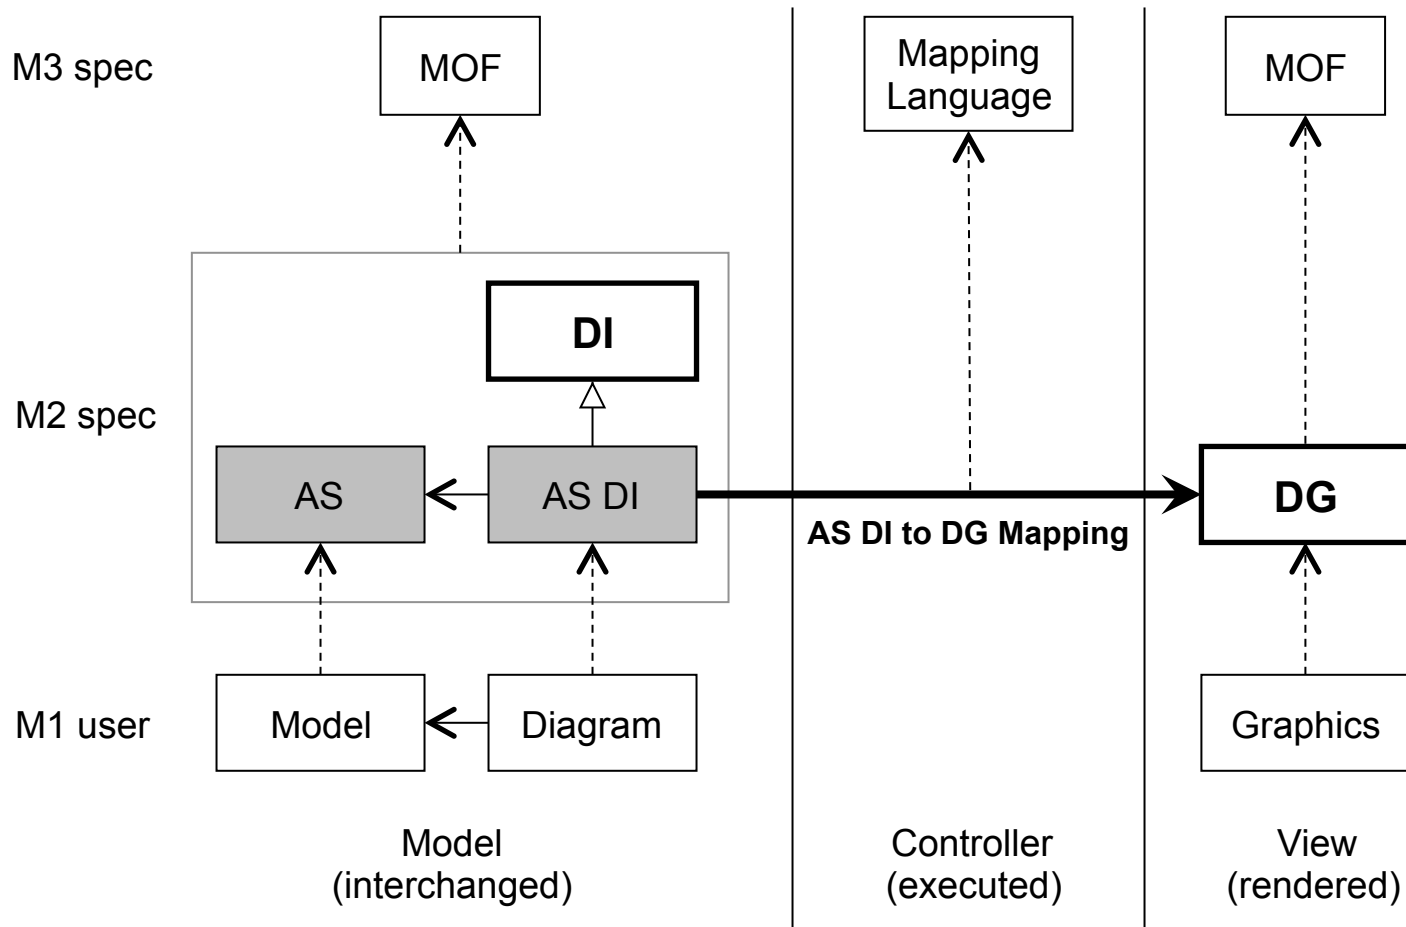 M3 spec
MOF
Mapping
Language
MOF
DI
M2 spec
AS
AS DI
DG
AS DI to DG Mapping
M1 user
Model
Diagram
Graphics
Model
(interchanged)
Controller
(executed)
View
(rendered)